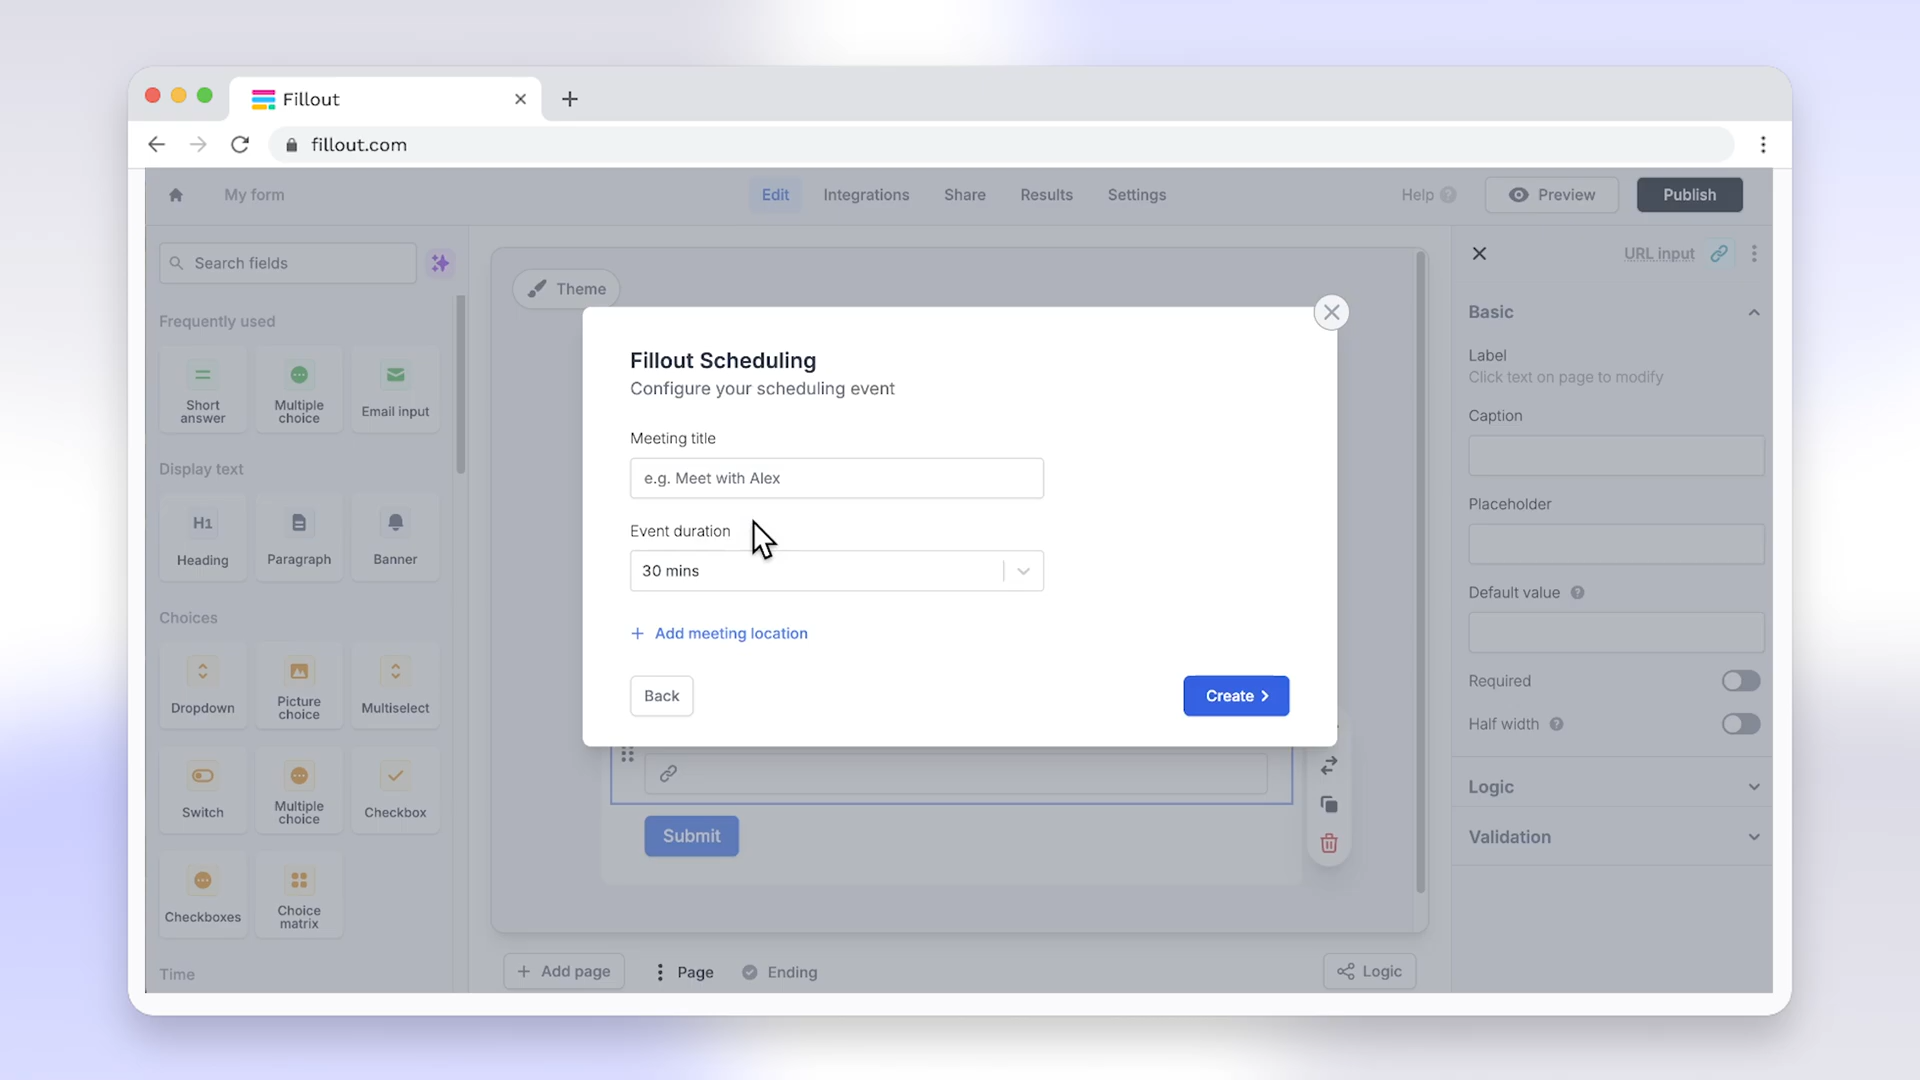 Fillout
fillout.com
My form
Edit
Integrations
Share
Results
Settings
Help
Preview
Publish
Search fields
Frequently used
Short answer
Multiple choice
Email input
Display text
H1
Heading
Paragraph
Banner
Choices
Dropdown
Picture choice
Multiselect
Switch
Multiple choice
Checkbox
Checkboxes
Choice matrix
Time
Theme
Fillout Scheduling
Configure your scheduling event
Meeting title
e.g. Meet with Alex
Event duration
30 mins
+ Add meeting location
Back
Create
Submit
+ Add page
Page
Ending
Logic
URL input
Basic
Label
Click text on page to modify
Caption
Placeholder
Default value
Required
Half width
Logic
Validation